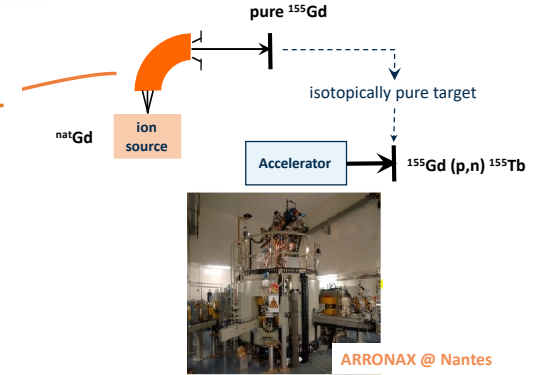 pure ¹⁵⁵Gd
isotopically pure target
ⁿᵃᵗGd
ion
source
Accelerator
¹⁵⁵Gd (p,n) ¹⁵⁵Tb
ARRONAX @ Nantes